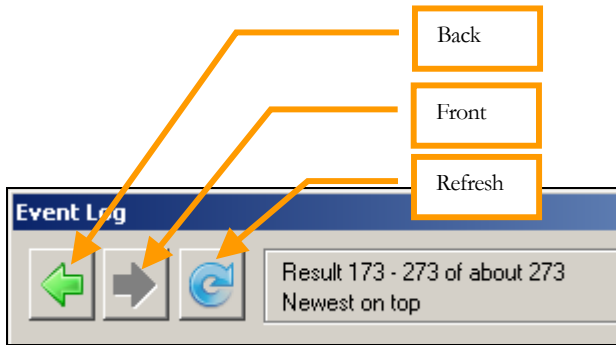 Back
Front
Refresh
Event Log
Result 173 - 273 of about 273
Newest on top